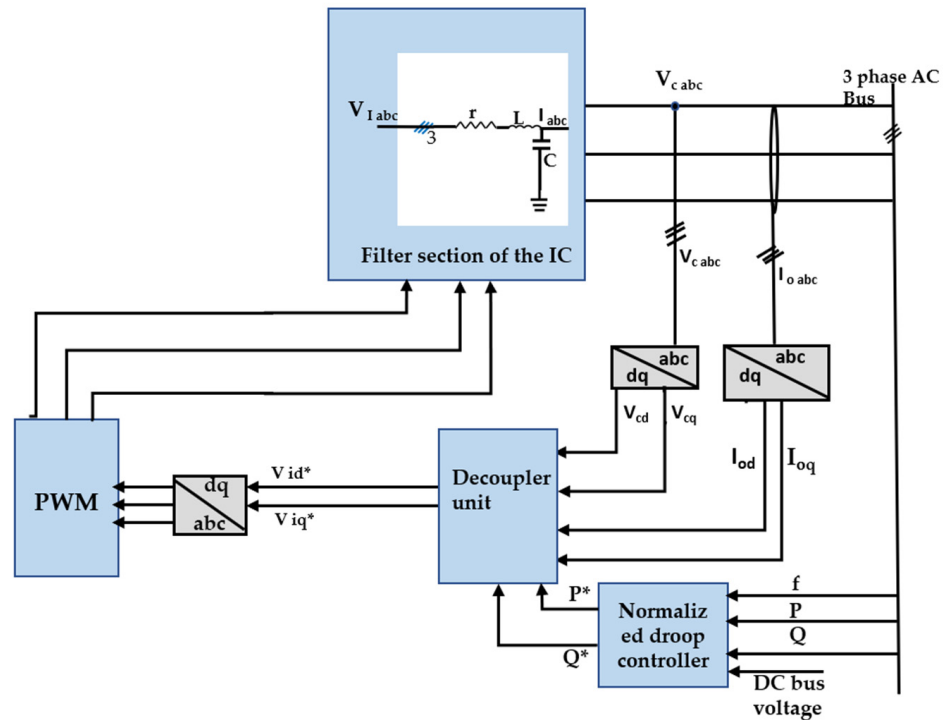 V c abc
3 phase AC
Bus
V I abc
r
L
I abc
3
C
Filter section of the IC
V c abc
I o abc
abc
dq
abc
dq
V cd
V cq
I od
I oq
PWM
dq
abc
V id*
V iq*
Decoupler
unit
P*
Q*
Normaliz
ed droop
controller
f
P
Q
DC bus
voltage